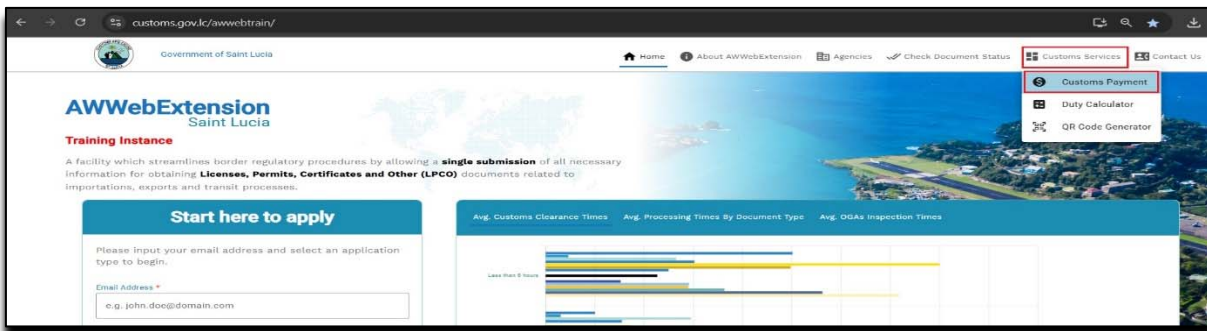 customs.gov.lc/awwebtrain/
Government of Saint Lucia
Home About AWWebExtension Agencies Check Document Status Customs Services Contact Us
Customs Payment
Duty Calculator
QR Code Generator
AWWebExtension
Saint Lucia
Training Instance
A facility which streamlines border regulatory procedures by allowing a single submission of all necessary
information for obtaining Licenses, Permits, Certificates and Other (LPCO) documents related to
importations, exports and transit processes.
Start here to apply
Please input your email address and select an application
type to begin.
Email Address *
e.g. john.doe@domain.com
Avg. Customs Clearance Times Avg. Processing Times By Document Type Avg. OGAs Inspection Times